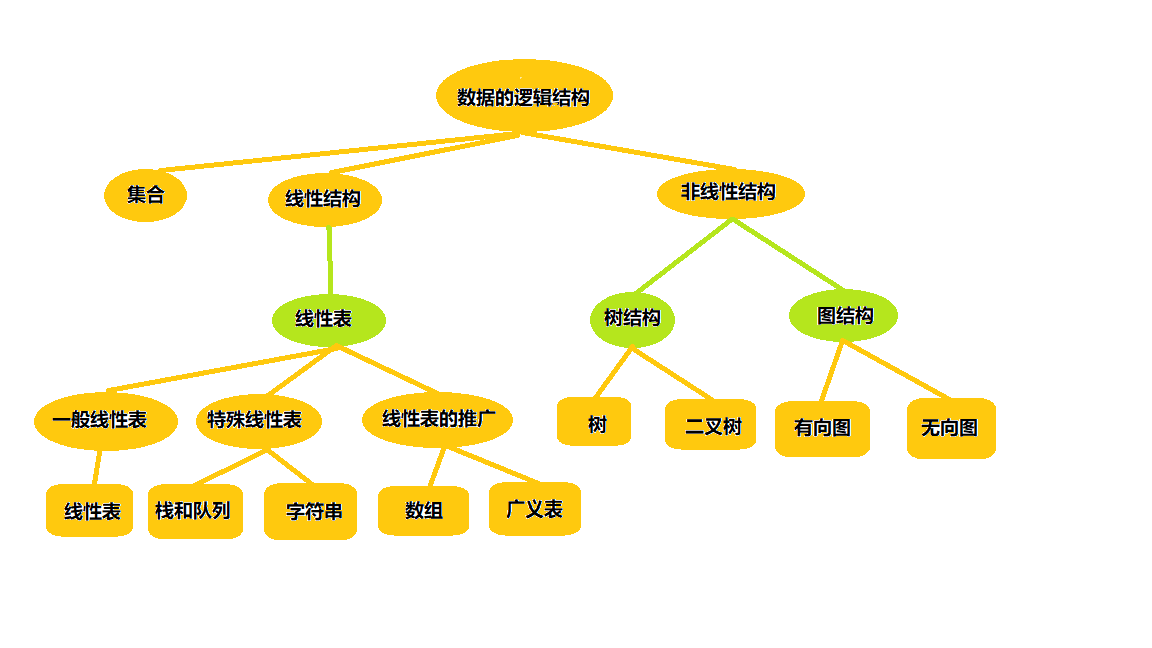 数据的逻辑结构
集合
线性结构
非线性结构
线性表
树结构
图结构
一般线性表
特殊线性表
线性表的推广
树
二叉树
有向图
无向图
线性表
栈和队列
字符串
数组
广义表